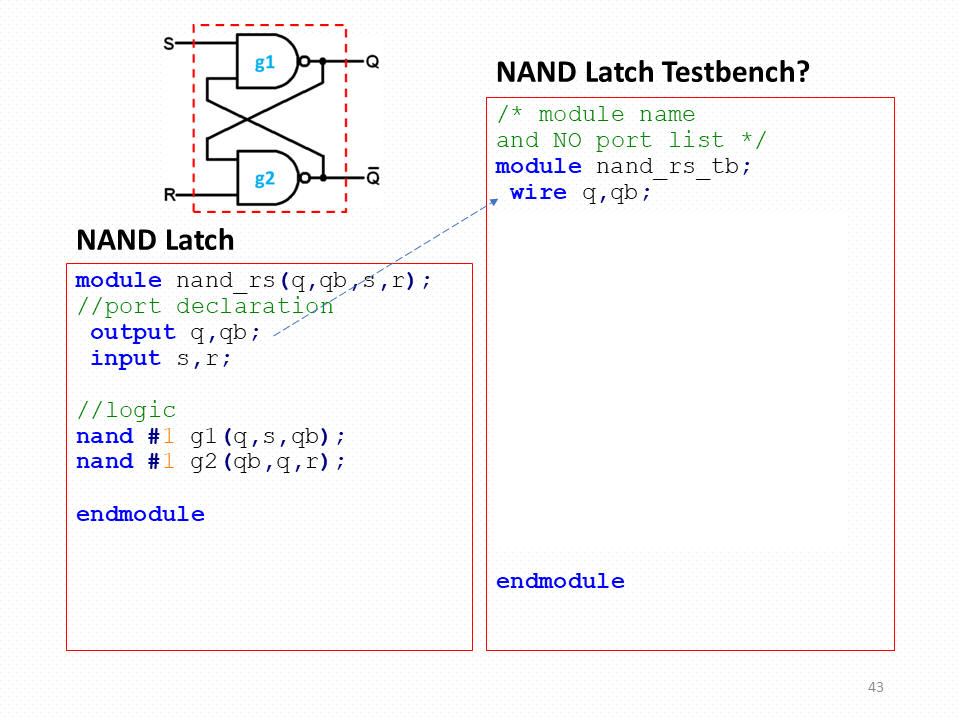 S
g1
Q
g2
R
Q
NAND Latch
module nand_rs(q,qb,s,r);
//port declaration
output q,qb;
input s,r;
//logic
nand #1 g1(q,s,qb);
nand #1 g2(qb,q,r);
endmodule
NAND Latch Testbench?
/* module name
and NO port list */
module nand_rs_tb;
wire q,qb;
endmodule
43